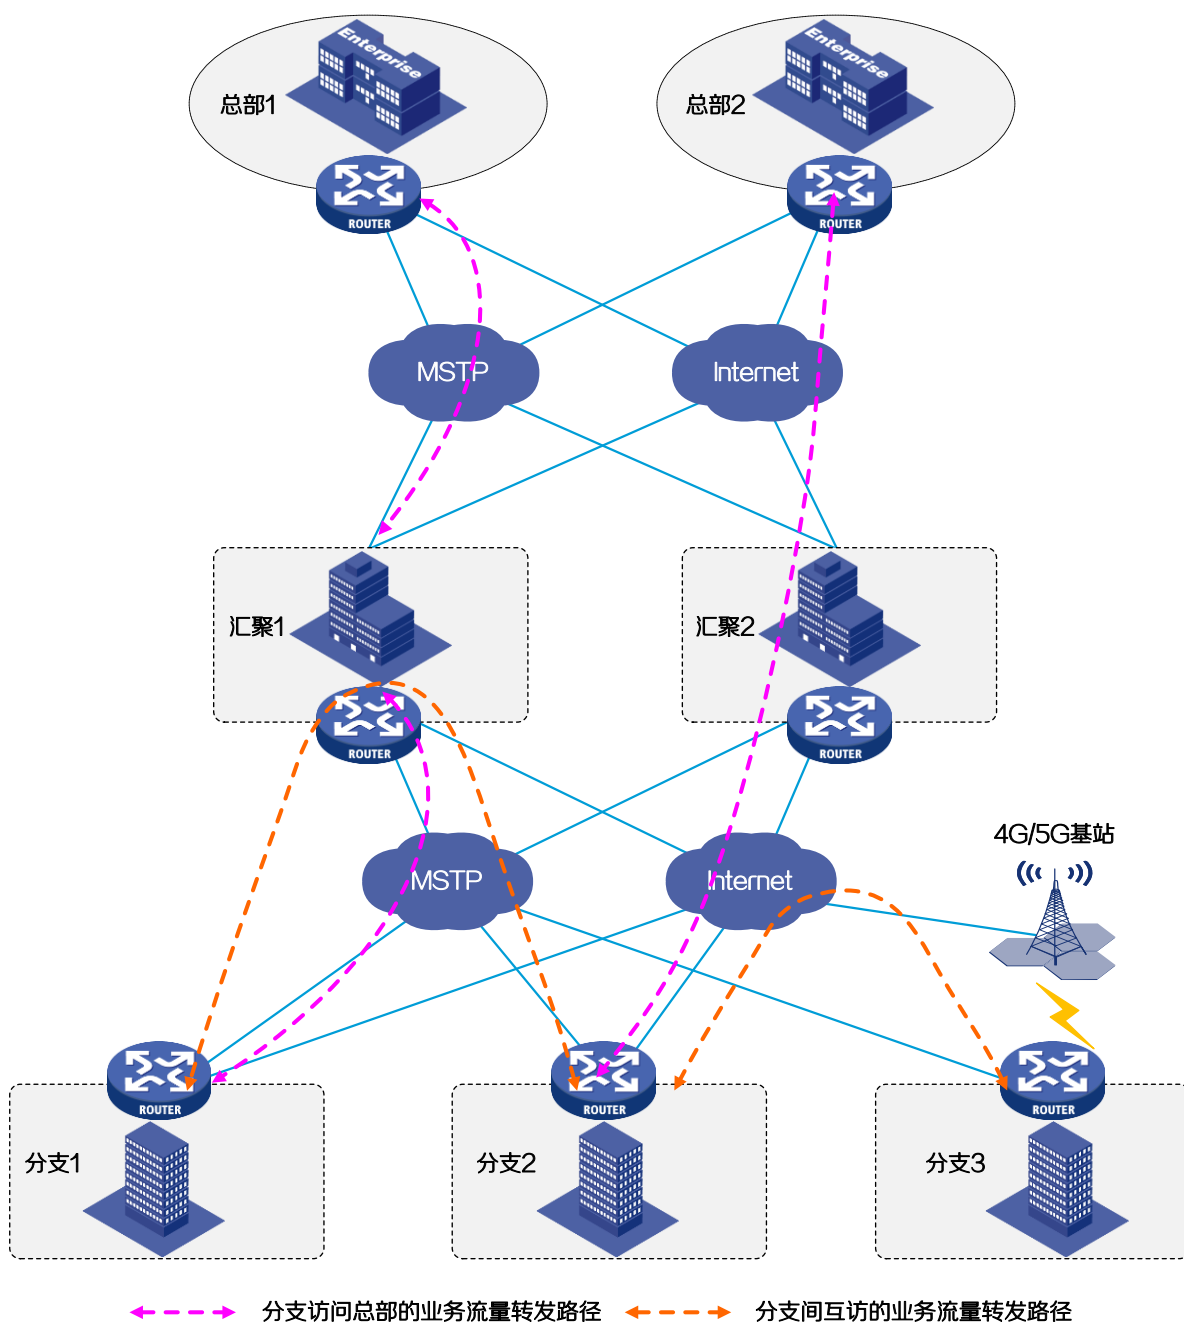 Enterprise
Enterprise
总部1
总部2
ROUTER
ROUTER
MSTP
Internet
汇聚1
汇聚2
ROUTER
ROUTER
4G/5G基站
MSTP
Internet
ROUTER
ROUTER
ROUTER
分支1
分支2
分支3
分支访问总部的业务流量转发路径
分支间互访的业务流量转发路径